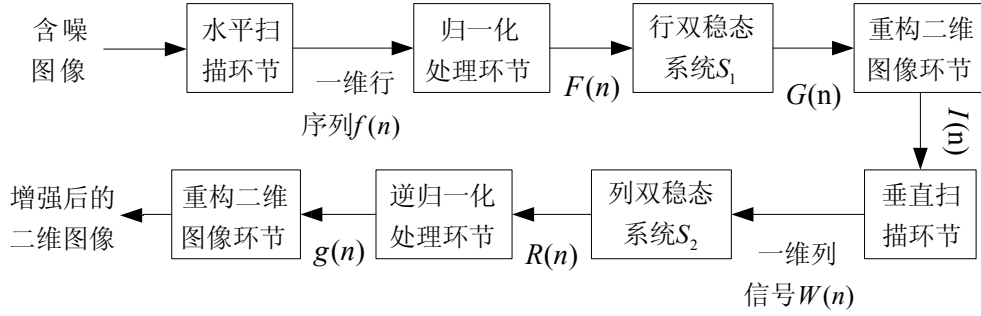 含噪
图像
水平扫
描环节
一维行
序列f(n)
归一化
处理环节
F(n)
行双稳态
系统S₁
G(n)
重构二维
图像环节
I(n)
垂直扫
描环节
一维列
信号W(n)
列双稳态
系统S₂
R(n)
逆归一化
处理环节
g(n)
重构二维
图像环节
增强后的
二维图像